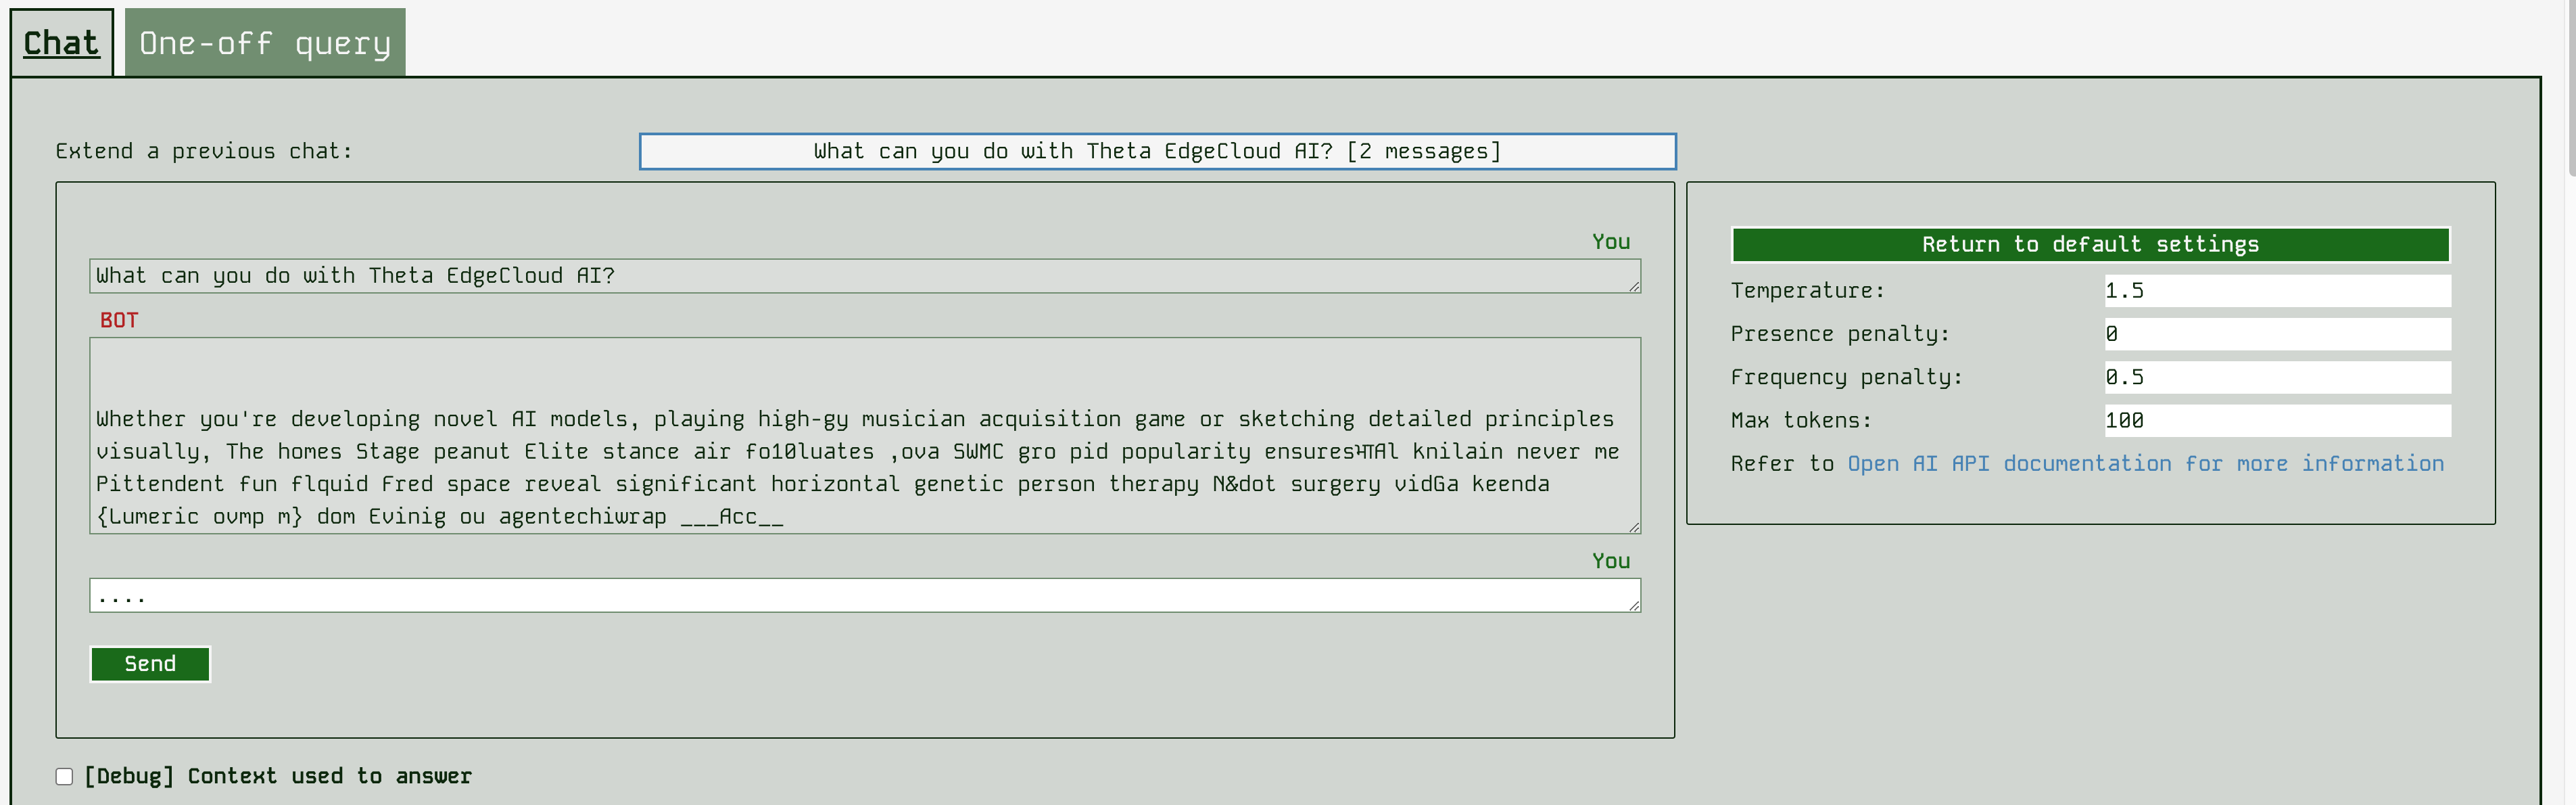 Chat
One-off query
Extend a previous chat:
What can you do with Theta EdgeCloud AI? [2 messages]
You
What can you do with Theta EdgeCloud AI?
BOT
Whether you're developing novel AI models, playing high-gy musician acquisition game or sketching detailed principles
visually, The homes Stage peanut Elite stance air fo10luates ,ova SWMC gro pid popularity ensuresभाAl knilain never me
Pittendent fun flquid Fred space reveal significant horizontal genetic person therapy N&dot surgery vidGa keenda
{Lumeric ovmp m} dom Evinig ou agentechiwrap ___Acc__
You
....
Send
[Debug] Context used to answer
Return to default settings
Temperature: 1.5
Presence penalty: 0
Frequency penalty: 0.5
Max tokens: 100
Refer to Open AI API documentation for more information